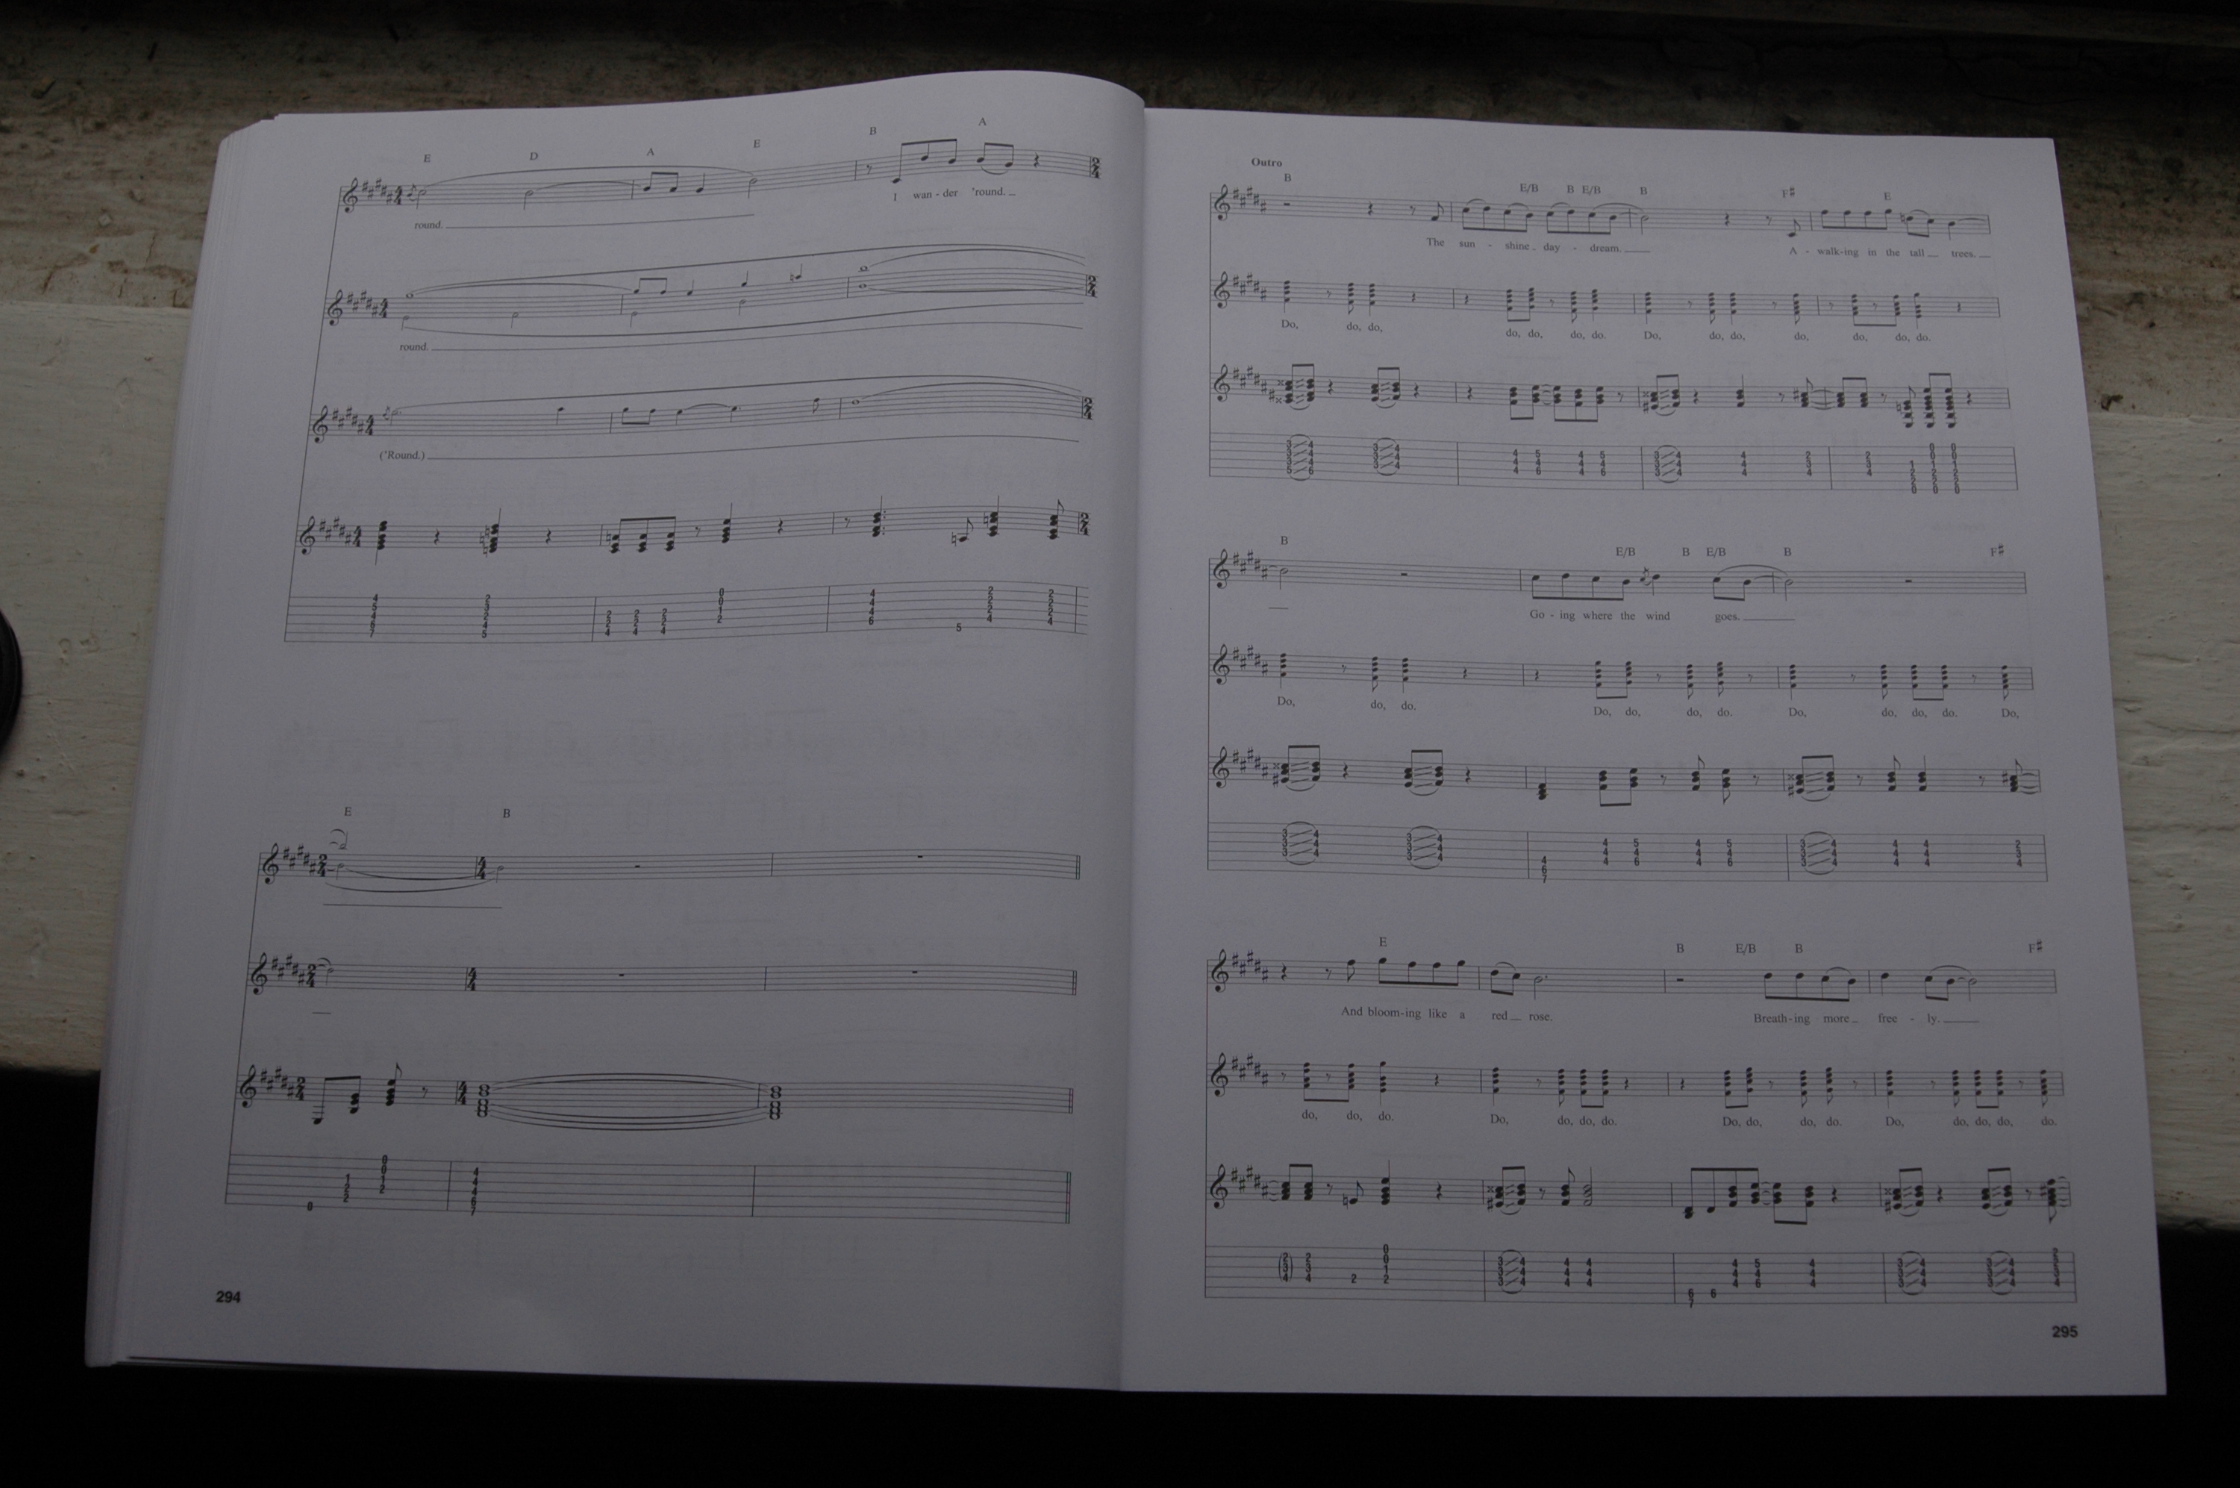 E D A E B A
round. I wan - der 'round.
round.
('Round.)
E B
294
Outro
B E/B B E/B B F# E
The sun - shine day - dream. A - walk-ing in the tall trees.
Do, do, do, do, do, do, do. Do, do, do, do, do, do, do.
B E/B B E/B B F#
Go - ing where the wind goes.
Do, do, do. Do, do, do, do. Do, do, do, do. Do,
E B E/B B F#
And bloom-ing like a red rose. Breath-ing more free - ly.
do, do, do. Do, do, do, do. Do, do, do, do. Do, do, do, do, do.
295